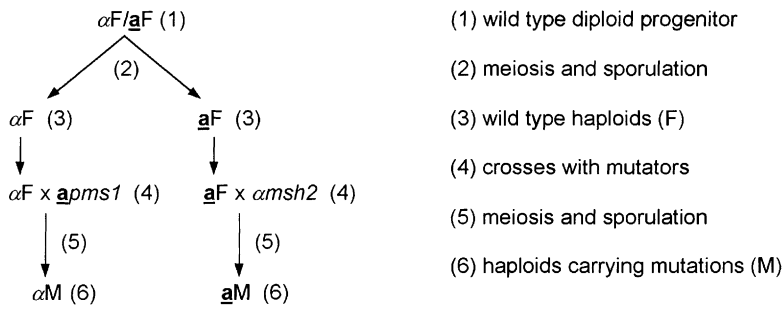 αF/aF (1)
(1) wild type diploid progenitor
(2)
(2) meiosis and sporulation
αF (3)
aF (3)
(3) wild type haploids (F)
(4) crosses with mutators
αF x apms1 (4)
aF x αmsh2 (4)
(5)
(5)
(5) meiosis and sporulation
αM (6)
aM (6)
(6) haploids carrying mutations (M)